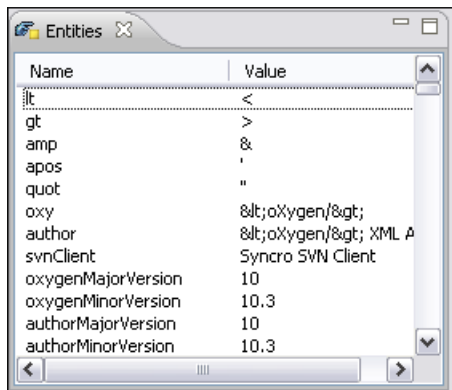 Entities
Name Value
lt <
gt >
amp &
apos '
quot "
oxy &lt;oXygen/&gt;
author &lt;oXygen/&gt; XML A
svnClient Syncro SVN Client
oxygenMajorVersion 10
oxygenMinorVersion 10.3
authorMajorVersion 10
authorMinorVersion 10.3